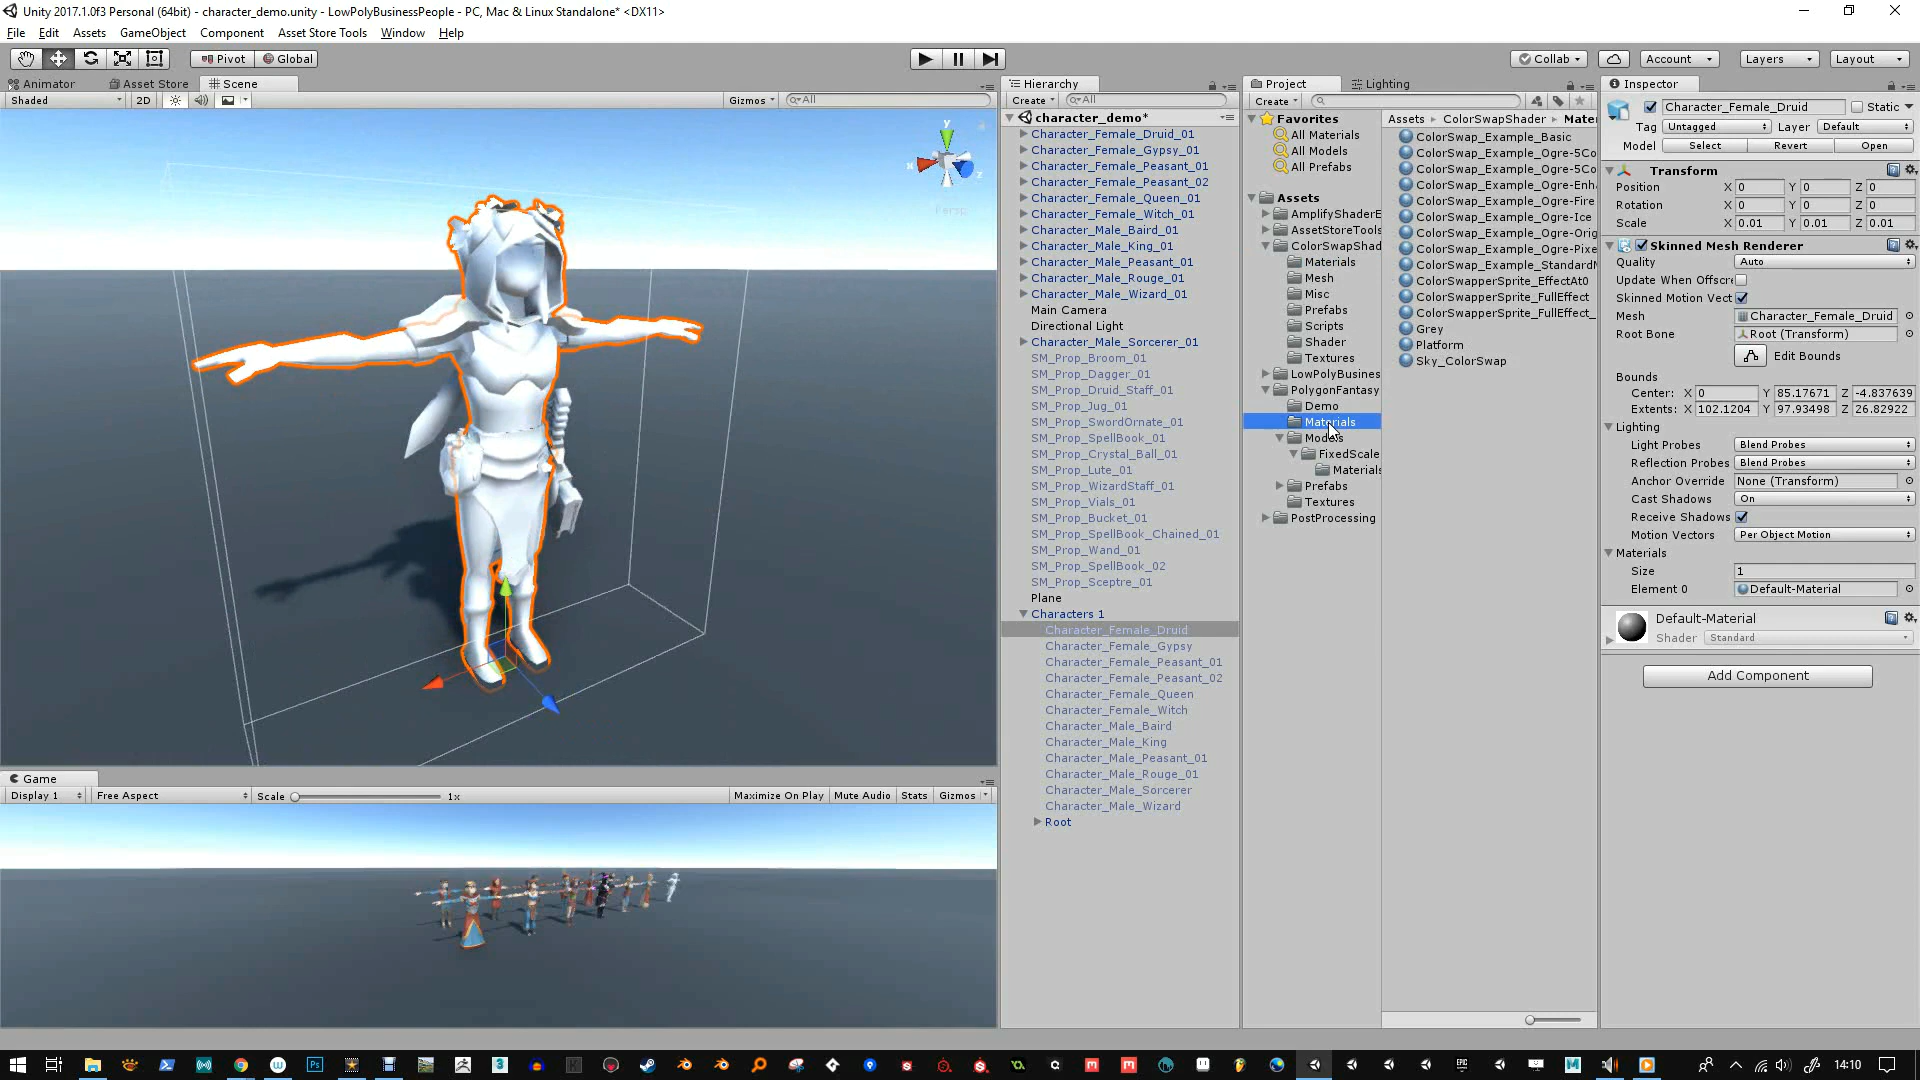 Unity 2017.1.0f3 Personal (64bit) - character_demo.unity - LowPolyBusinessPeople - PC, Mac & Linux Standalone* <DX11>
File Edit Assets GameObject Component Asset Store Tools Window Help
Pivot Global Collab Account Layers Layout
Animator Asset Store Scene
Shaded 2D Gizmos All
y
x
z
Persp
Game
Display 1 Free Aspect Scale 1x Maximize On Play Mute Audio Stats Gizmos
Hierarchy
Create All
character_demo*
Character_Female_Druid_01
Character_Female_Gypsy_01
Character_Female_Peasant_01
Character_Female_Peasant_02
Character_Female_Queen_01
Character_Female_Witch_01
Character_Male_Baird_01
Character_Male_King_01
Character_Male_Peasant_01
Character_Male_Rouge_01
Character_Male_Wizard_01
Main Camera
Directional Light
Character_Male_Sorcerer_01
SM_Prop_Broom_01
SM_Prop_Dagger_01
SM_Prop_Druid_Staff_01
SM_Prop_Jug_01
SM_Prop_SwordOrnate_01
SM_Prop_SpellBook_01
SM_Prop_Crystal_Ball_01
SM_Prop_Lute_01
SM_Prop_WizardStaff_01
SM_Prop_Vials_01
SM_Prop_Bucket_01
SM_Prop_SpellBook_Chained_01
SM_Prop_Wand_01
SM_Prop_SpellBook_02
SM_Prop_Sceptre_01
Plane
Characters 1
Character_Female_Druid
Character_Female_Gypsy
Character_Female_Peasant_01
Character_Female_Peasant_02
Character_Female_Queen
Character_Female_Witch
Character_Male_Baird
Character_Male_King
Character_Male_Peasant_01
Character_Male_Rouge_01
Character_Male_Sorcerer
Character_Male_Wizard
Root
Project Lighting
Create
Favorites
All Materials
All Models
All Prefabs
Assets
AmplifyShaderE
AssetStoreTools
ColorSwapShad
Materials
Mesh
Misc
Prefabs
Scripts
Shader
Textures
LowPolyBusines
PolygonFantasy
Demo
Materials
Models
FixedScale
Materials
Prefabs
Textures
PostProcessing
Assets ColorSwapShader Mater
ColorSwap_Example_Basic
ColorSwap_Example_Ogre-5Co
ColorSwap_Example_Ogre-5Co
ColorSwap_Example_Ogre-Enh
ColorSwap_Example_Ogre-Fire
ColorSwap_Example_Ogre-Ice
ColorSwap_Example_Ogre-Orig
ColorSwap_Example_Ogre-Pixe
ColorSwap_Example_StandardM
ColorSwapperSprite_EffectAt0
ColorSwapperSprite_FullEffect
ColorSwapperSprite_FullEffect_
Grey
Platform
Sky_ColorSwap
Inspector
Character_Female_Druid Static
Tag Untagged Layer Default
Model Select Revert Open
Transform
Position X 0 Y 0 Z 0
Rotation X 0 Y 0 Z 0
Scale X 0.01 Y 0.01 Z 0.01
Skinned Mesh Renderer
Quality Auto
Update When Offscre
Skinned Motion Vect
Mesh Character_Female_Druid
Root Bone Root (Transform)
Edit Bounds
Bounds
Center: X 0 Y 85.17671 Z -4.837639
Extents: X 102.1204 Y 97.93498 Z 26.82922
Lighting
Light Probes Blend Probes
Reflection Probes Blend Probes
Anchor Override None (Transform)
Cast Shadows On
Receive Shadows
Motion Vectors Per Object Motion
Materials
Size 1
Element 0 Default-Material
Default-Material
Shader Standard
Add Component
14:10